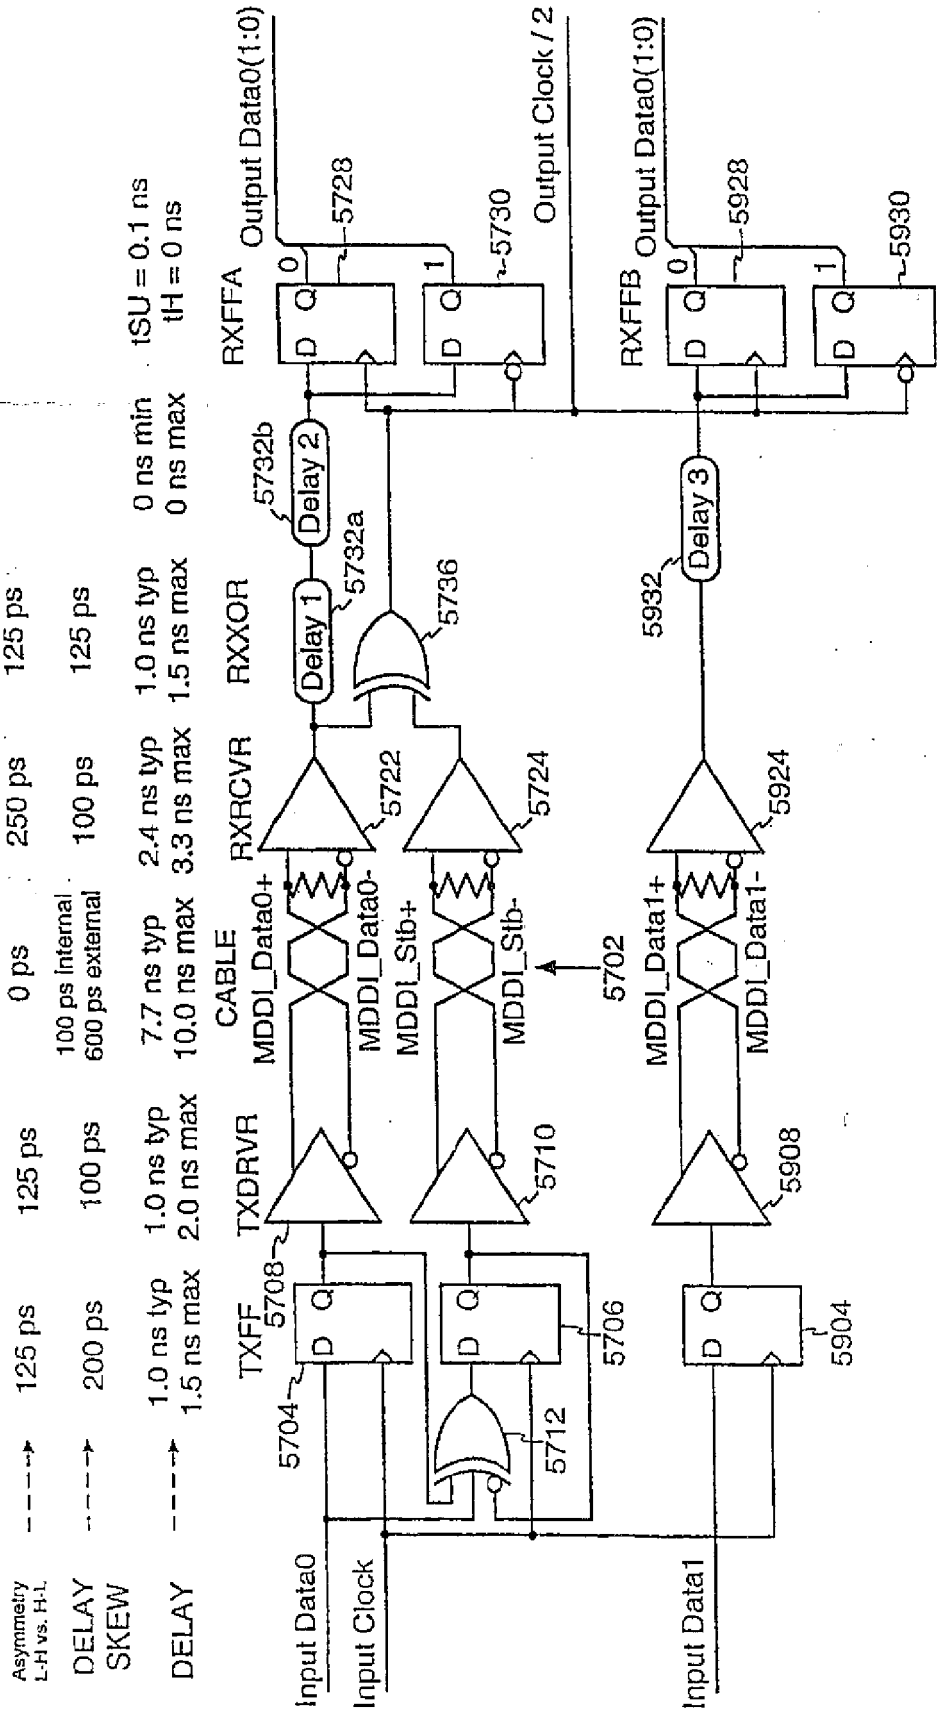 Asymmetry L-H vs. H-L 125 ps 125 ps 0 ps 250 ps 125 ps
DELAY SKEW 200 ps 100 ps 100 ps Internal 600 ps external 100 ps 125 ps
DELAY 1.0 ns typ 1.0 ns typ 7.7 ns typ 2.4 ns typ 1.0 ns typ 0 ns min tSU = 0.1 ns
1.5 ns max 2.0 ns max 10.0 ns max 3.3 ns max 1.5 ns max 0 ns max tH = 0 ns
TXFF TXDRVR CABLE RXRCVR RXXOR RXFFA
5704 5708 MDDI_Data0+ 5732b Output Data0(1:0)
Input Data0 D Q MDDI_Data0- 5722 Delay 1 Delay 2 D Q 0 5728
5732a
Input Clock 5712 D Q 5706 5710 MDDI_Stb+ MDDI_Stb- 5724 5736 D Q 1 5730
5702 Output Clock / 2
RXFFB
Input Data1 D Q 5904 5908 MDDI_Data1+ MDDI_Data1- 5924 5932 Delay 3 D Q 0 Output Data0(1:0)
5928
D Q 1 5930